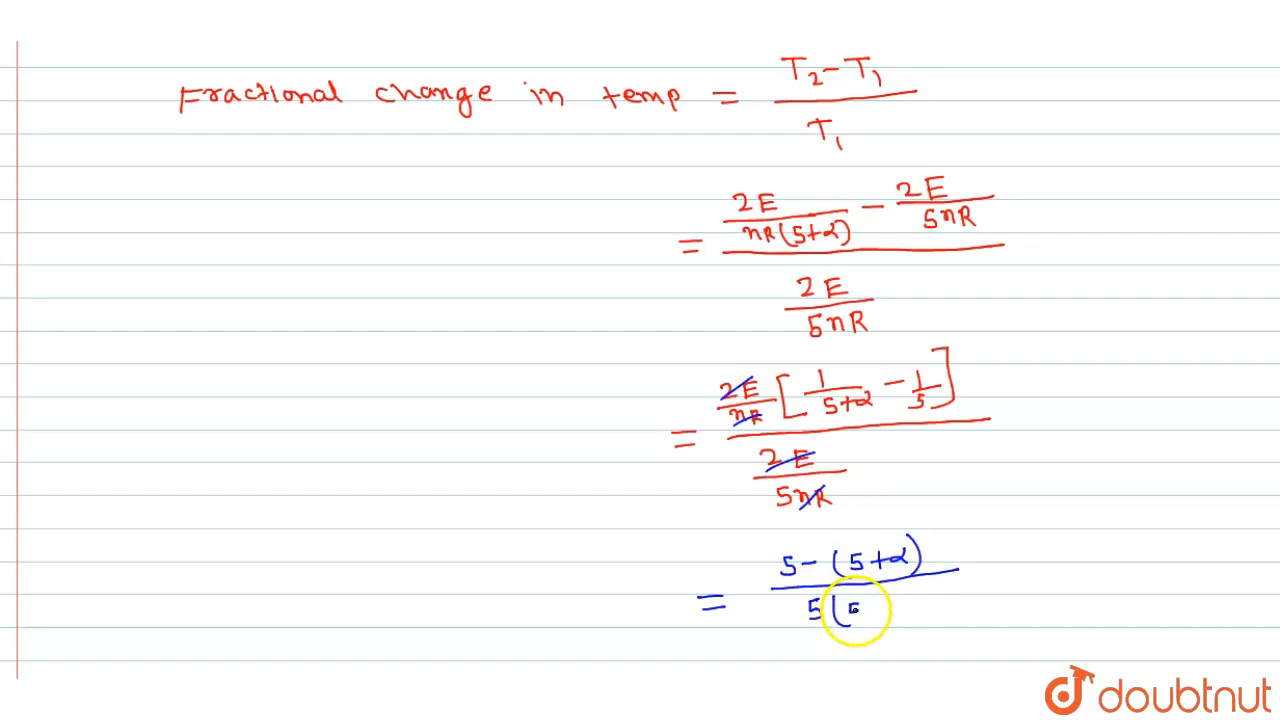 Fractional change in temp = T₂ - T₁ / T₁
= 2E / nR(5+α) - 2E / 5nR
2E / 5nR
= 2E / nR [ 1 / 5+α - 1 / 5 ]
2E / 5nR
= 5-(5+α)
5(5
doubtnut